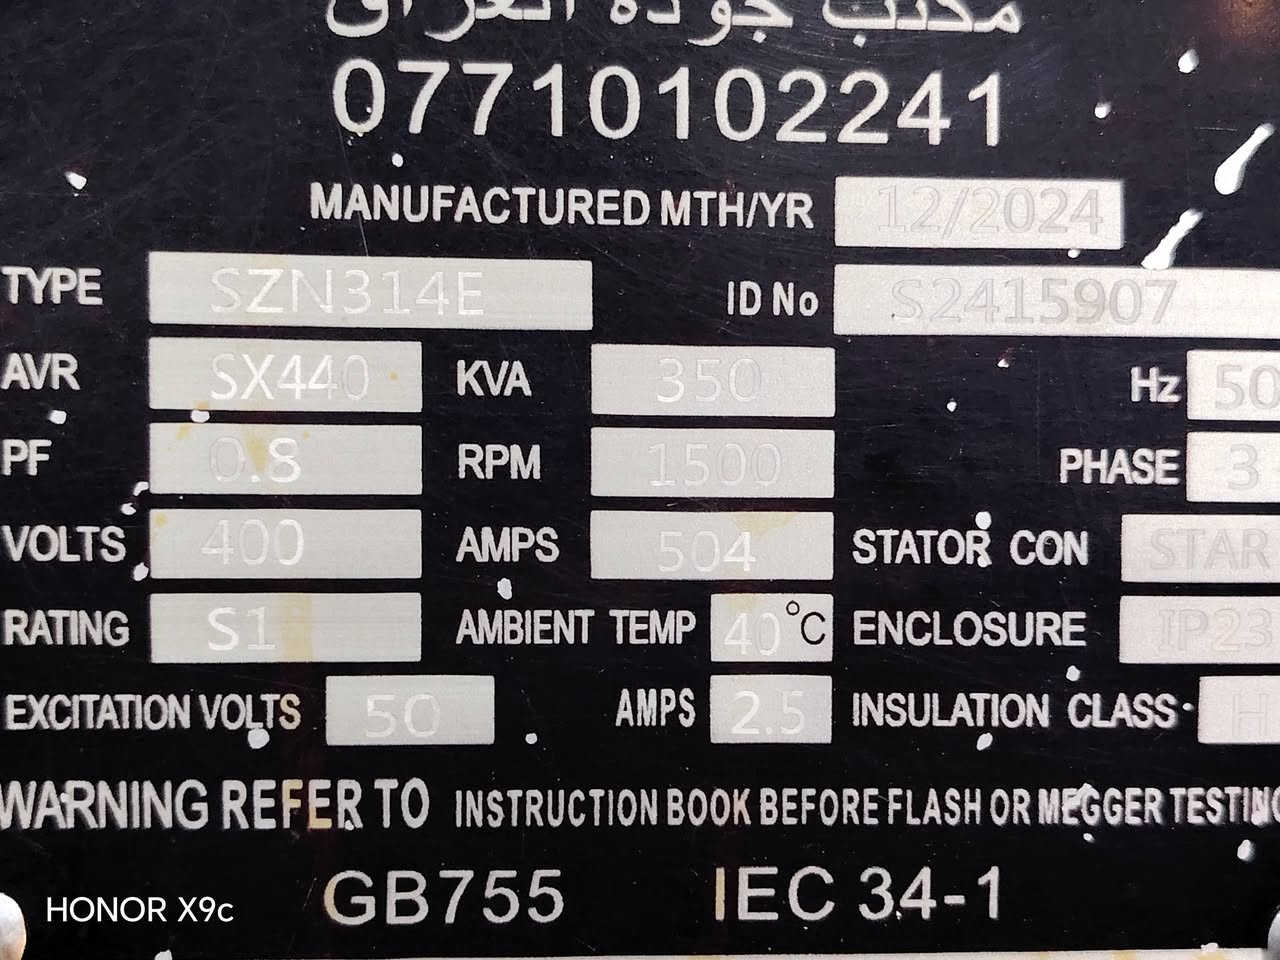 مكتب جودة العراق
07710102241
MANUFACTURED MTH/YR 12/2024
TYPE SZN314E ID No S2415907
AVR SX440 KVA 350 Hz 50
PF 0.8 RPM 1500 PHASE 3
VOLTS 400 AMPS 504 STATOR CON STAR
RATING S1 AMBIENT TEMP 40°C ENCLOSURE IP23
EXCITATION VOLTS 50 AMPS 2.5 INSULATION CLASS H
WARNING REFER TO INSTRUCTION BOOK BEFORE FLASH OR MEGGER TESTING
GB755 IEC 34-1
HONOR X9c